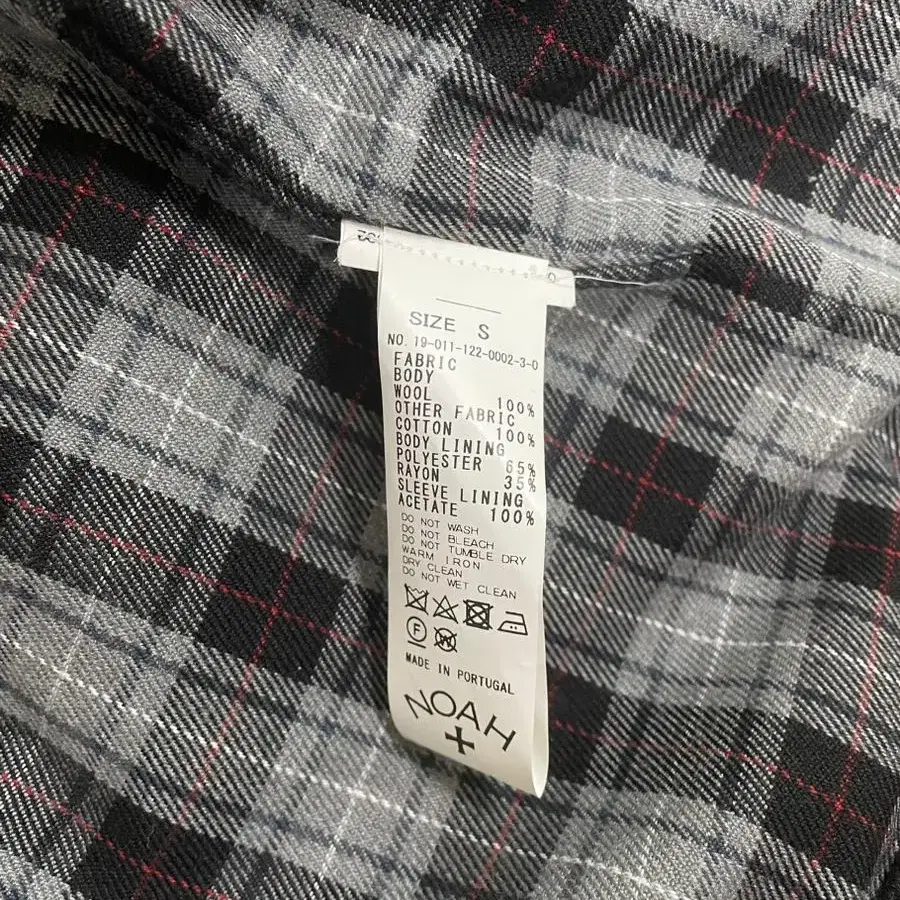 SIZE S
NO. 19-011-122-0002-3-0
FABRIC
BODY
WOOL 100%
OTHER FABRIC
COTTON 100%
BODY LINING
POLYESTER 65%
RAYON 35%
SLEEVE LINING
ACETATE 100%
DO NOT WASH
DO NOT BLEACH
DO NOT TUMBLE DRY
WARM IRON
DRY CLEAN
DO NOT WET CLEAN
F W
MADE IN PORTUGAL
NOAH